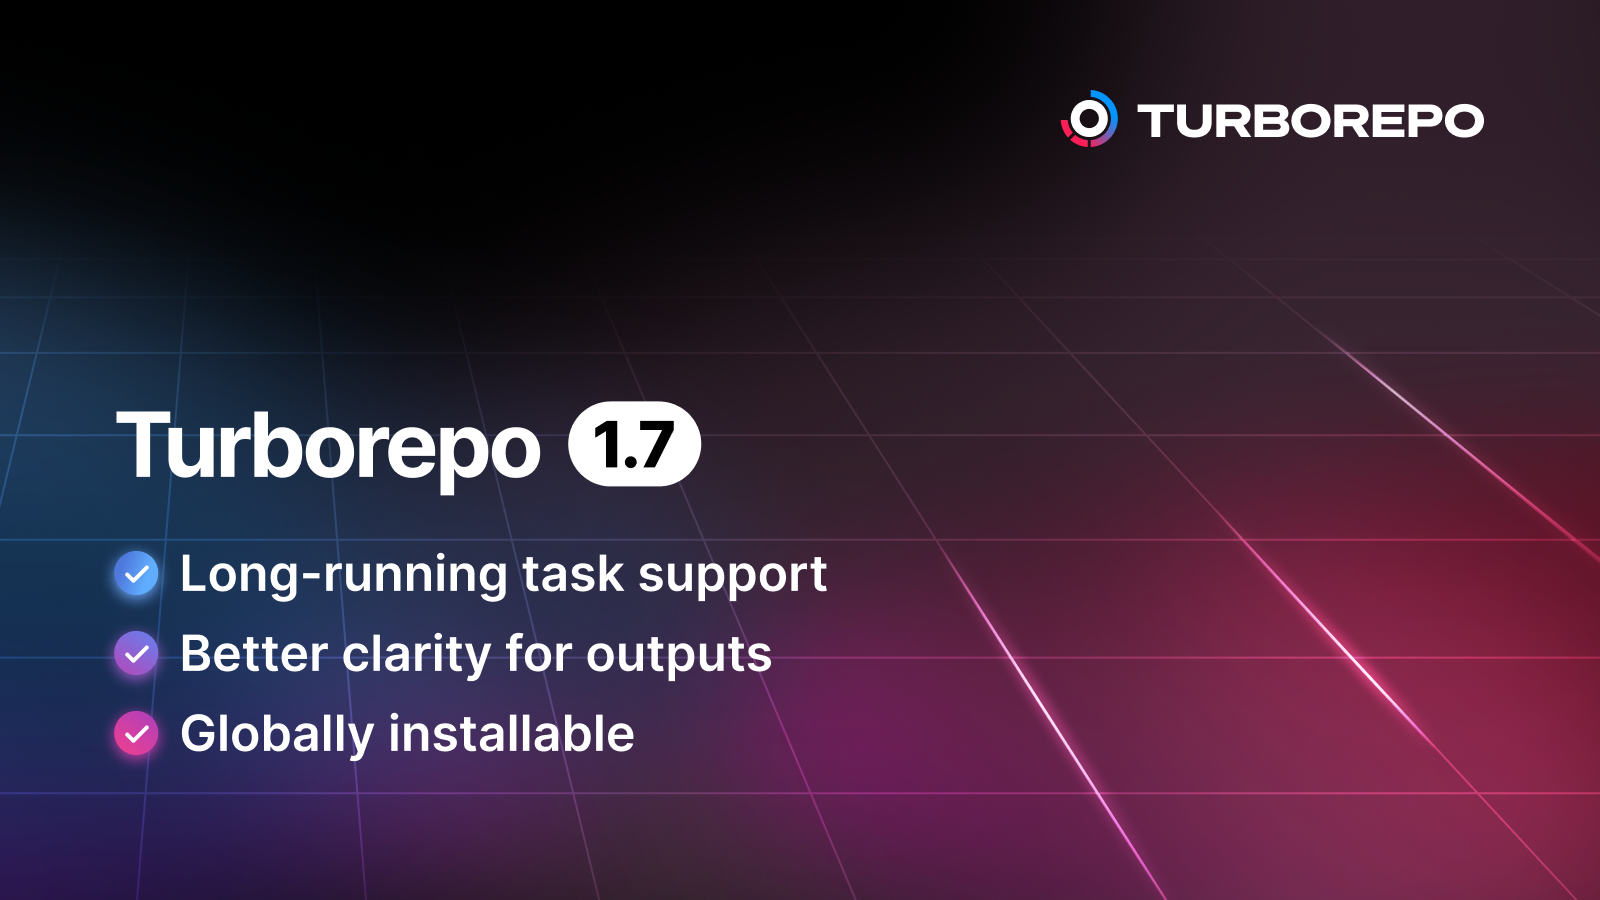 TURBOREPO
Turborepo 1.7
Long-running task support
Better clarity for outputs
Globally installable